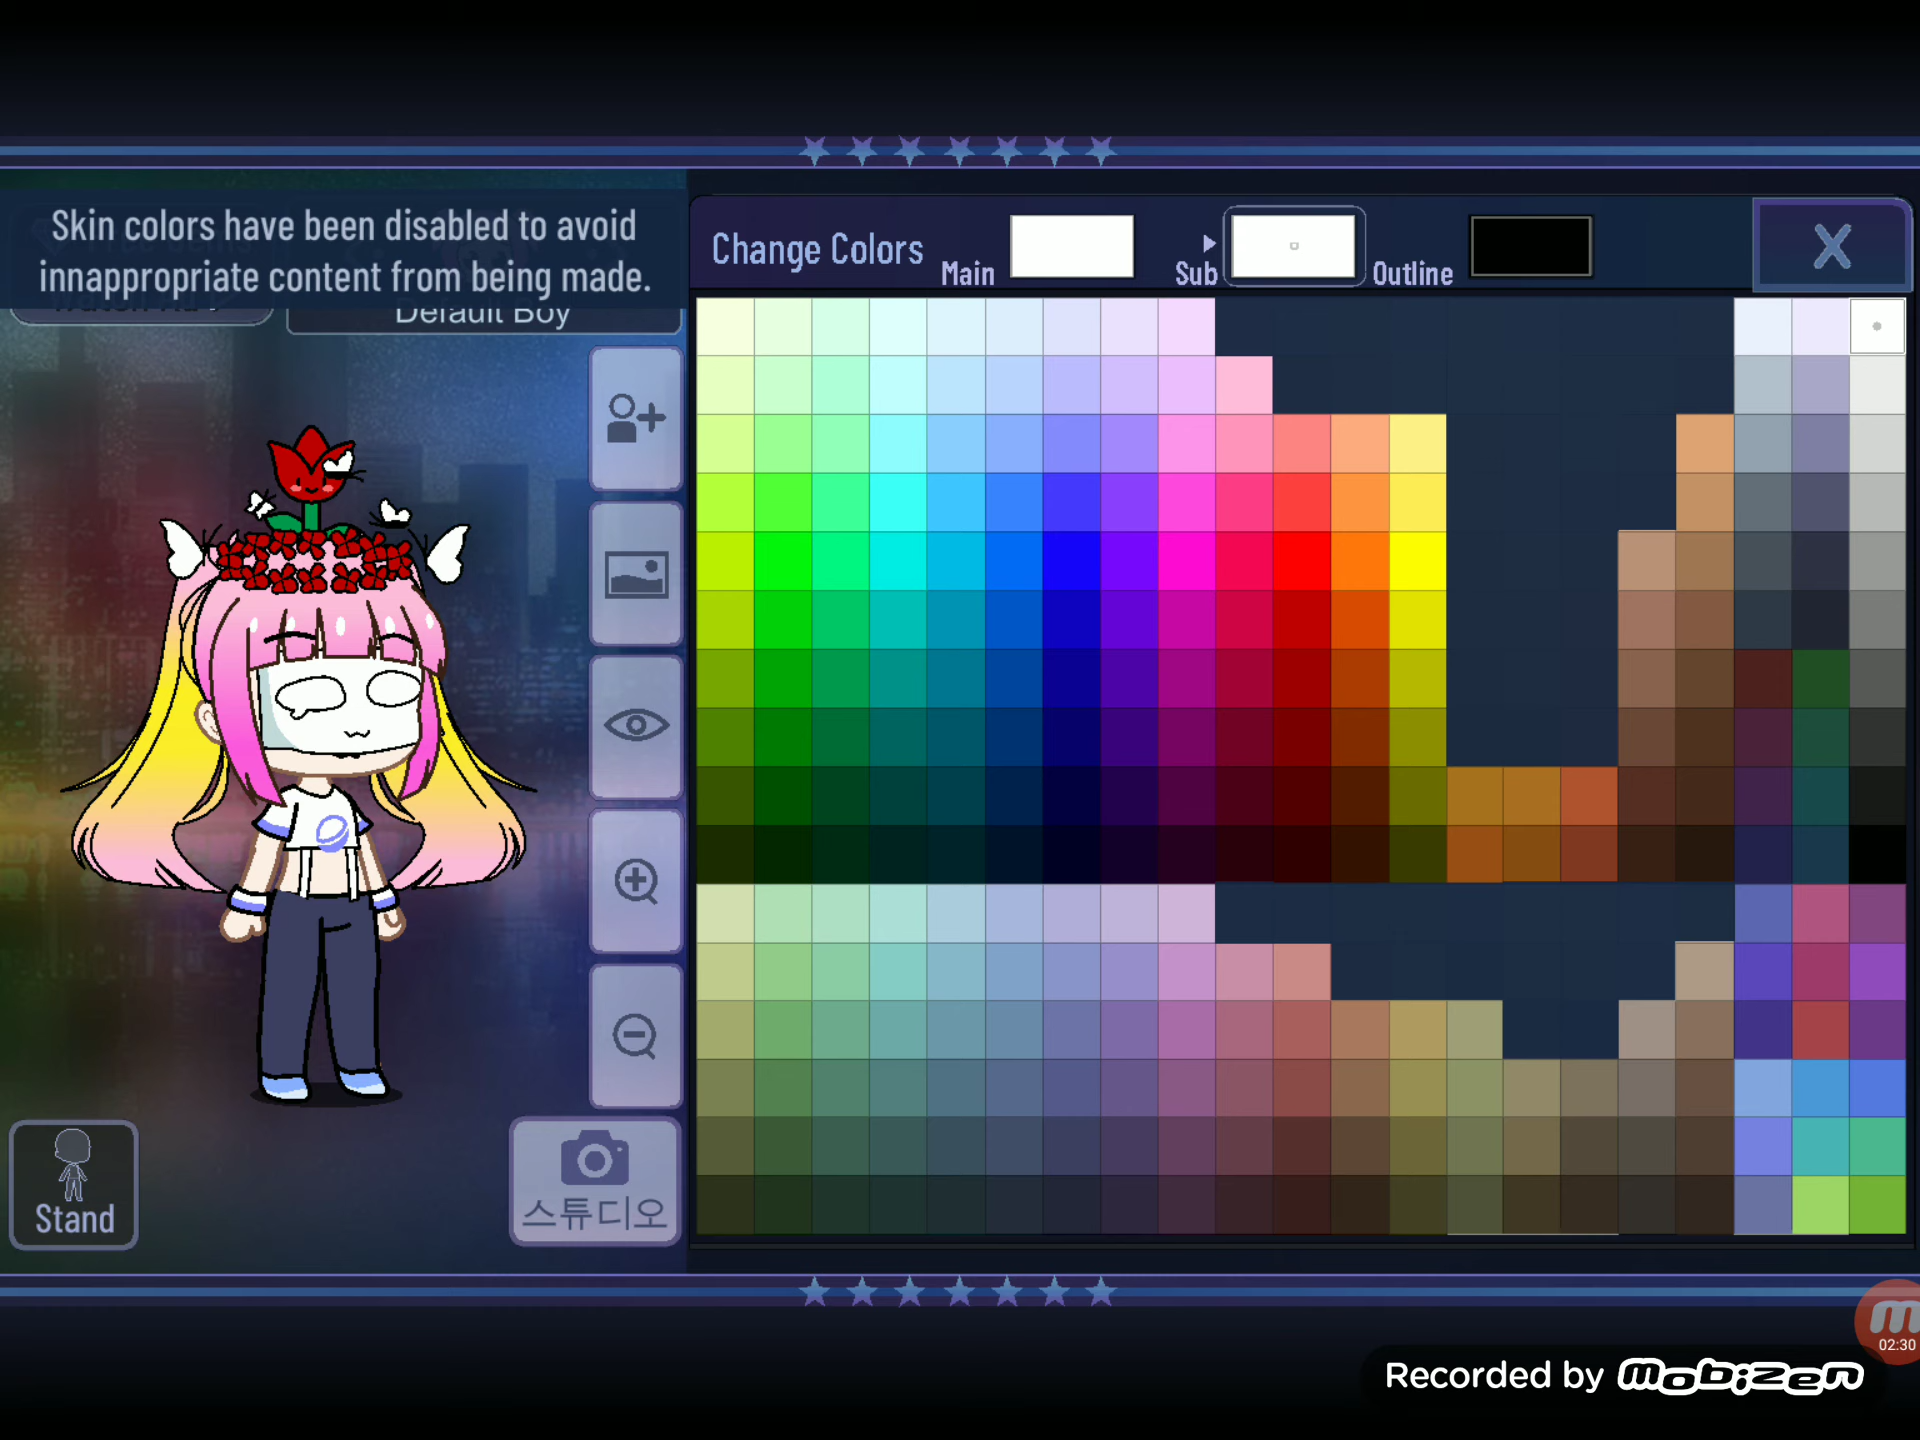 Skin colors have been disabled to avoid
innappropriate content from being made.
Default Boy
Change Colors
Main
Sub
Outline
X
Stand
스튜디오
02:30
Recorded by mobizen